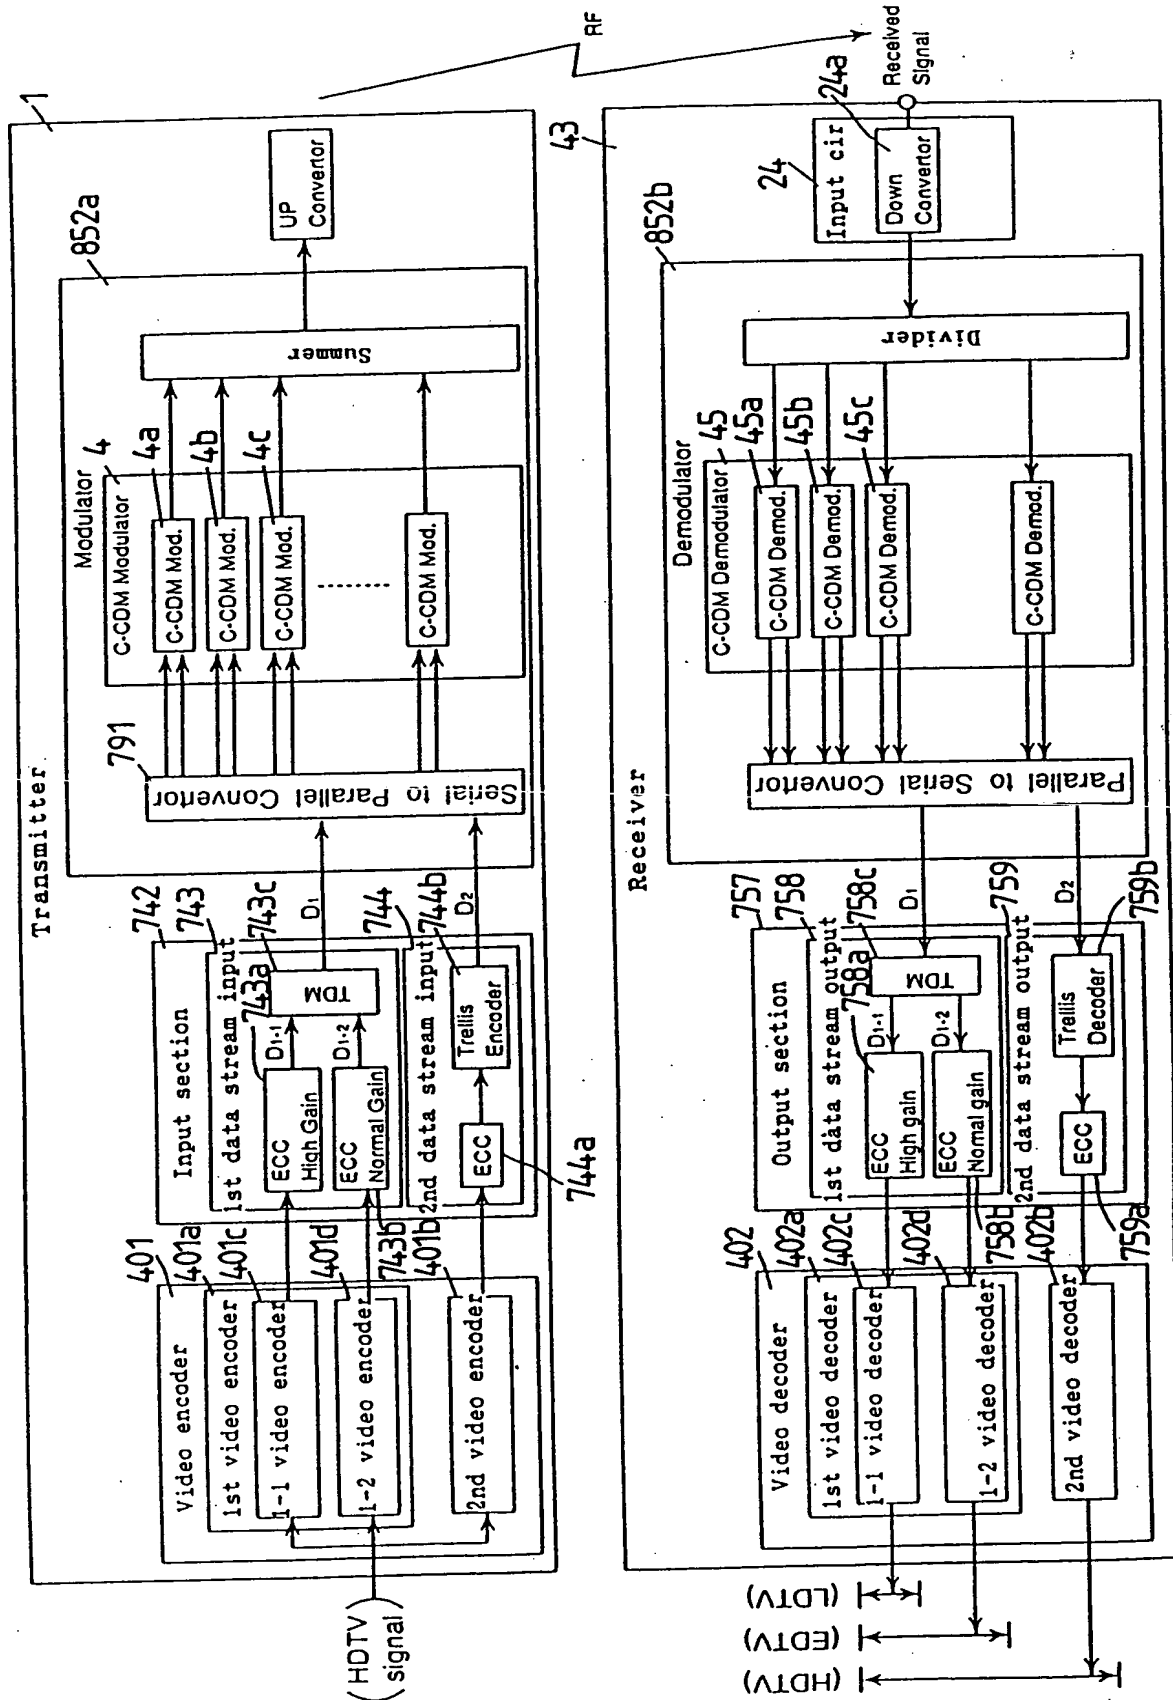 Transmitter
1
(HDTV signal)
Video encoder
401
1st video encoder
401a
1-1 video encoder
401c
1-2 video encoder
401d
2nd video encoder
401b
Input section
742
1st data stream input
743
ECC
High Gain
743a
ECC
Normal Gain
743b
D1-1
D1-2
TDM
743c
2nd data stream input
744
ECC
744a
Trellis
Encoder
744b
D1
D2
Modulator
852a
Serial to Parallel Convertor
791
C-CDM Modulator
4
C-CDM Mod.
4a
C-CDM Mod.
4b
C-CDM Mod.
4c
C-CDM Mod.
Summer
UP
Convertor
RF
Receiver
43
Received
Signal
Input cir
24
Down
Convertor
24a
Demodulator
852b
Divider
C-CDM Demodulator
45
C-CDM Demod.
45a
C-CDM Demod.
45b
C-CDM Demod.
45c
C-CDM Demod.
Parallel to Serial Convertor
D1
D2
Output section
757
1st data stream output
758
TDM
758c
D1-1
D1-2
ECC
High gain
758a
ECC
Normal gain
758b
2nd data stream output
759
Trellis
Decoder
759b
ECC
759a
Video decoder
402
1st video decoder
402a
1-1 video decoder
402c
1-2 video decoder
402d
2nd video decoder
402b
(LDTV)
(EDTV)
(HDTV)